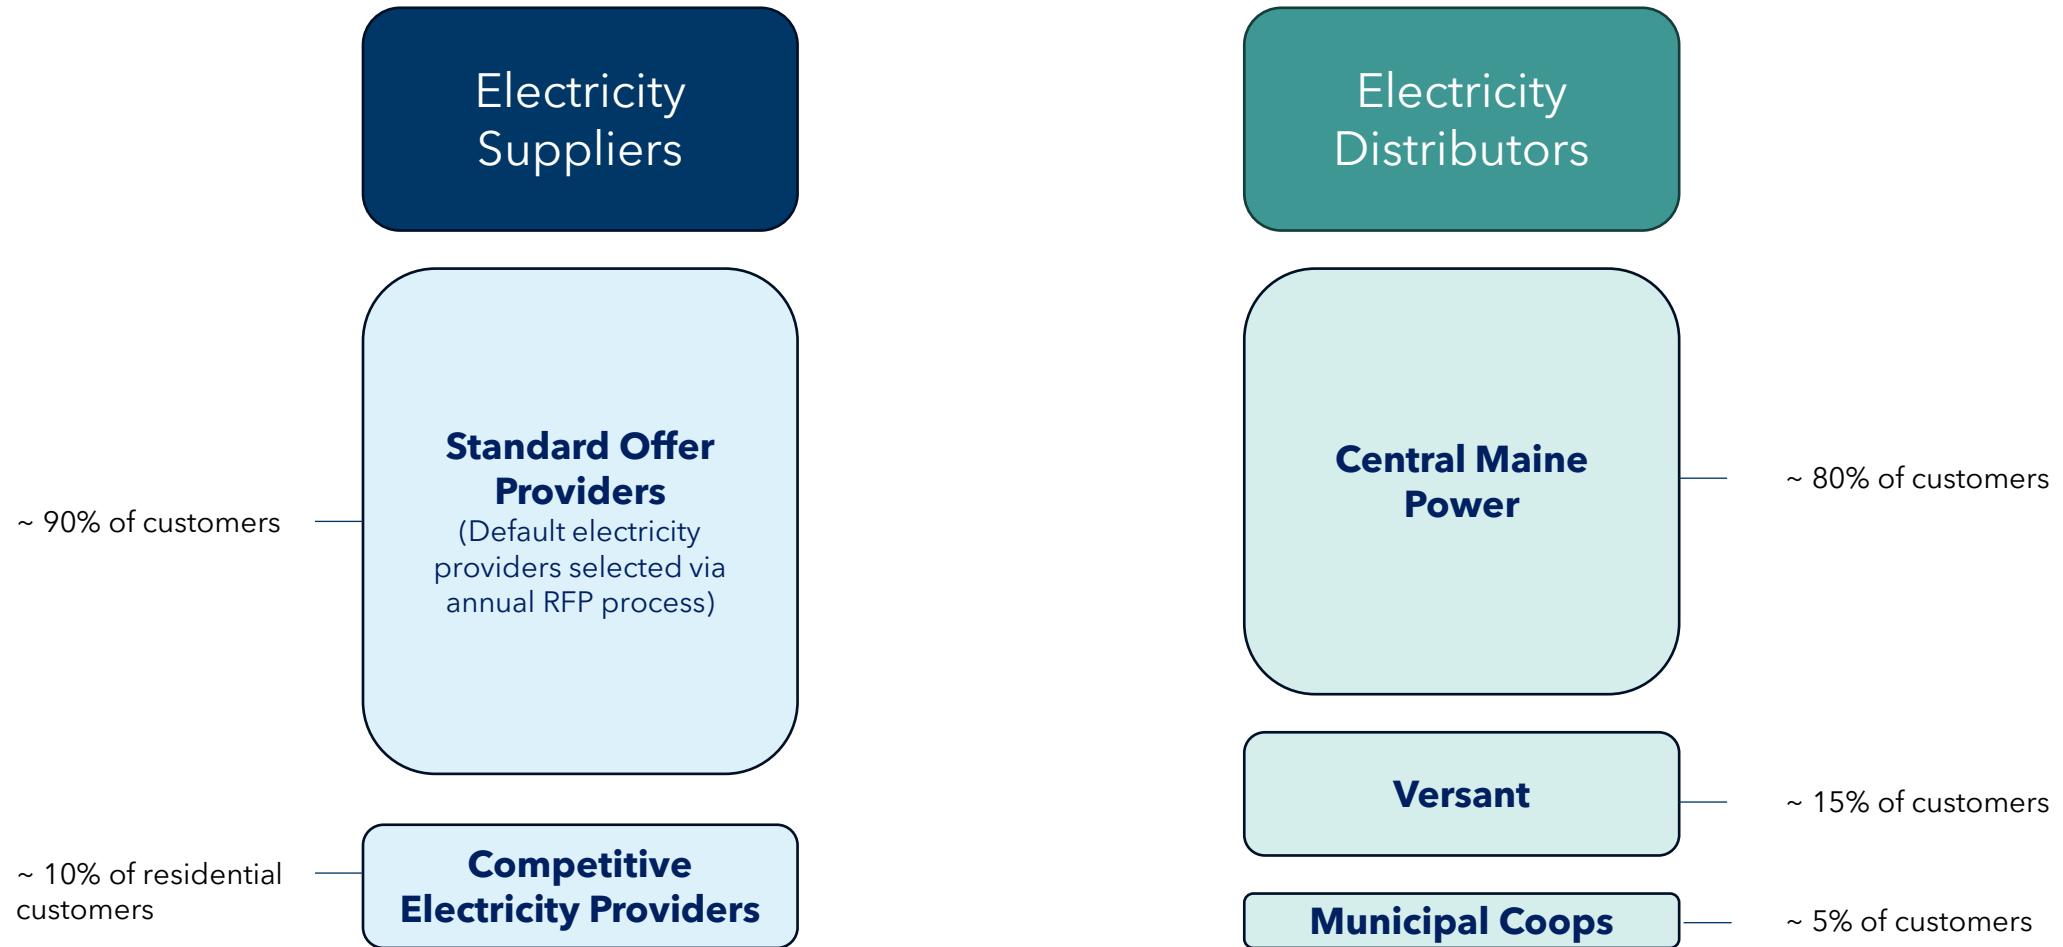 Electricity
Suppliers
Standard Offer
Providers
(Default electricity
providers selected via
annual RFP process)
~ 90% of customers
Competitive
Electricity Providers
~ 10% of residential
customers
Electricity
Distributors
Central Maine
Power
~ 80% of customers
Versant
~ 15% of customers
Municipal Coops
~ 5% of customers